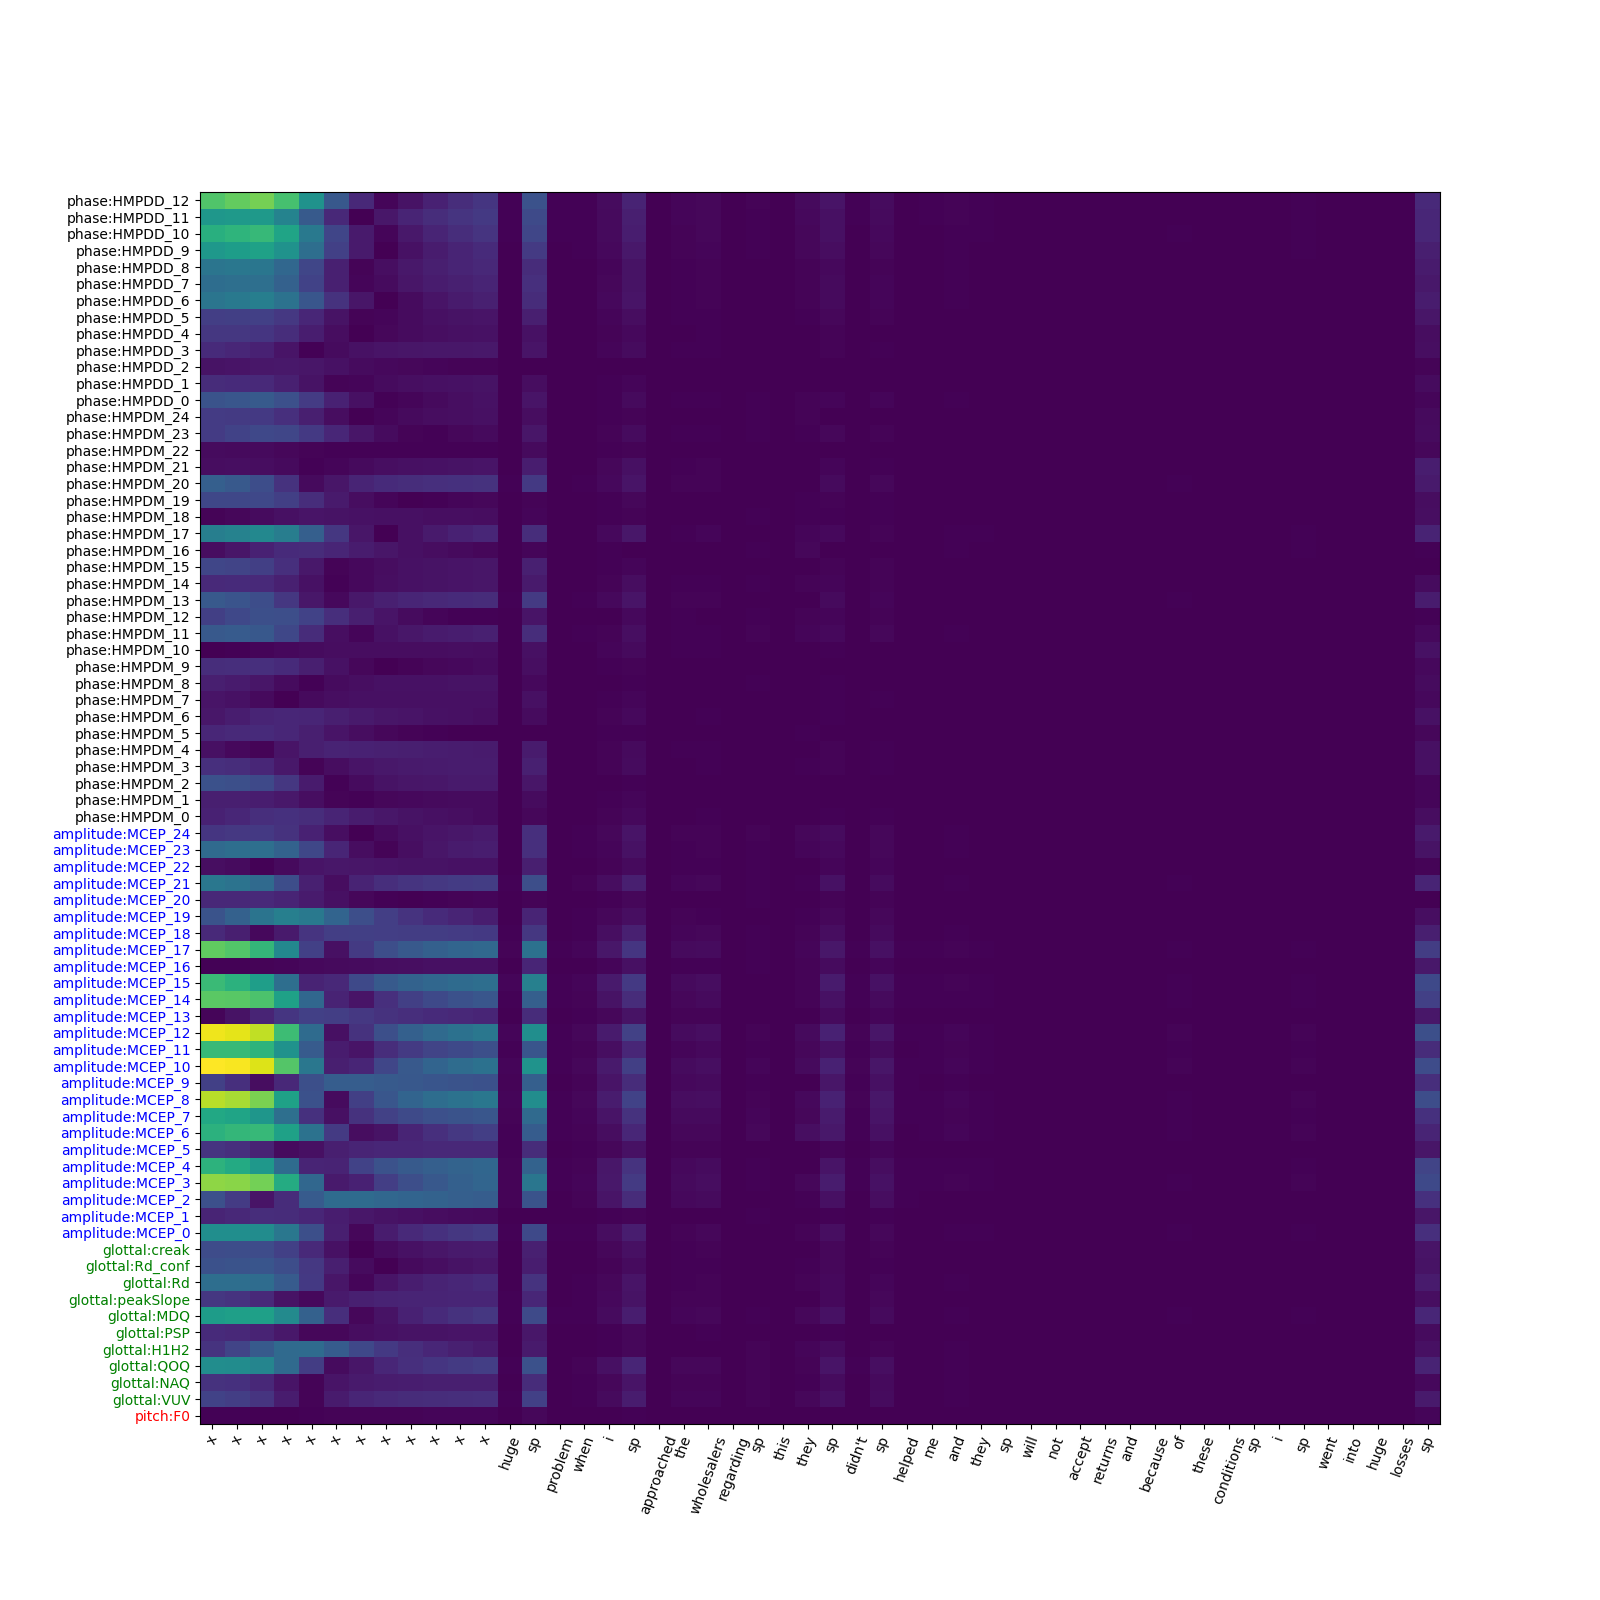 phase:HMPDD_12
phase:HMPDD_11
phase:HMPDD_10
phase:HMPDD_9
phase:HMPDD_8
phase:HMPDD_7
phase:HMPDD_6
phase:HMPDD_5
phase:HMPDD_4
phase:HMPDD_3
phase:HMPDD_2
phase:HMPDD_1
phase:HMPDD_0
phase:HMPDM_24
phase:HMPDM_23
phase:HMPDM_22
phase:HMPDM_21
phase:HMPDM_20
phase:HMPDM_19
phase:HMPDM_18
phase:HMPDM_17
phase:HMPDM_16
phase:HMPDM_15
phase:HMPDM_14
phase:HMPDM_13
phase:HMPDM_12
phase:HMPDM_11
phase:HMPDM_10
phase:HMPDM_9
phase:HMPDM_8
phase:HMPDM_7
phase:HMPDM_6
phase:HMPDM_5
phase:HMPDM_4
phase:HMPDM_3
phase:HMPDM_2
phase:HMPDM_1
phase:HMPDM_0
amplitude:MCEP_24
amplitude:MCEP_23
amplitude:MCEP_22
amplitude:MCEP_21
amplitude:MCEP_20
amplitude:MCEP_19
amplitude:MCEP_18
amplitude:MCEP_17
amplitude:MCEP_16
amplitude:MCEP_15
amplitude:MCEP_14
amplitude:MCEP_13
amplitude:MCEP_12
amplitude:MCEP_11
amplitude:MCEP_10
amplitude:MCEP_9
amplitude:MCEP_8
amplitude:MCEP_7
amplitude:MCEP_6
amplitude:MCEP_5
amplitude:MCEP_4
amplitude:MCEP_3
amplitude:MCEP_2
amplitude:MCEP_1
amplitude:MCEP_0
glottal:creak
glottal:Rd_conf
glottal:Rd
glottal:peakSlope
glottal:MDQ
glottal:PSP
glottal:H1H2
glottal:QOQ
glottal:NAQ
glottal:VUV
pitch:F0
x
x
x
x
x
x
x
x
x
x
x
x
huge
sp
problem
when
i
sp
approached
the
wholesalers
regarding
sp
this
they
sp
didn't
sp
helped
me
and
they
sp
will
not
accept
returns
and
because
of
these
conditions
sp
i
sp
went
into
huge
losses
sp